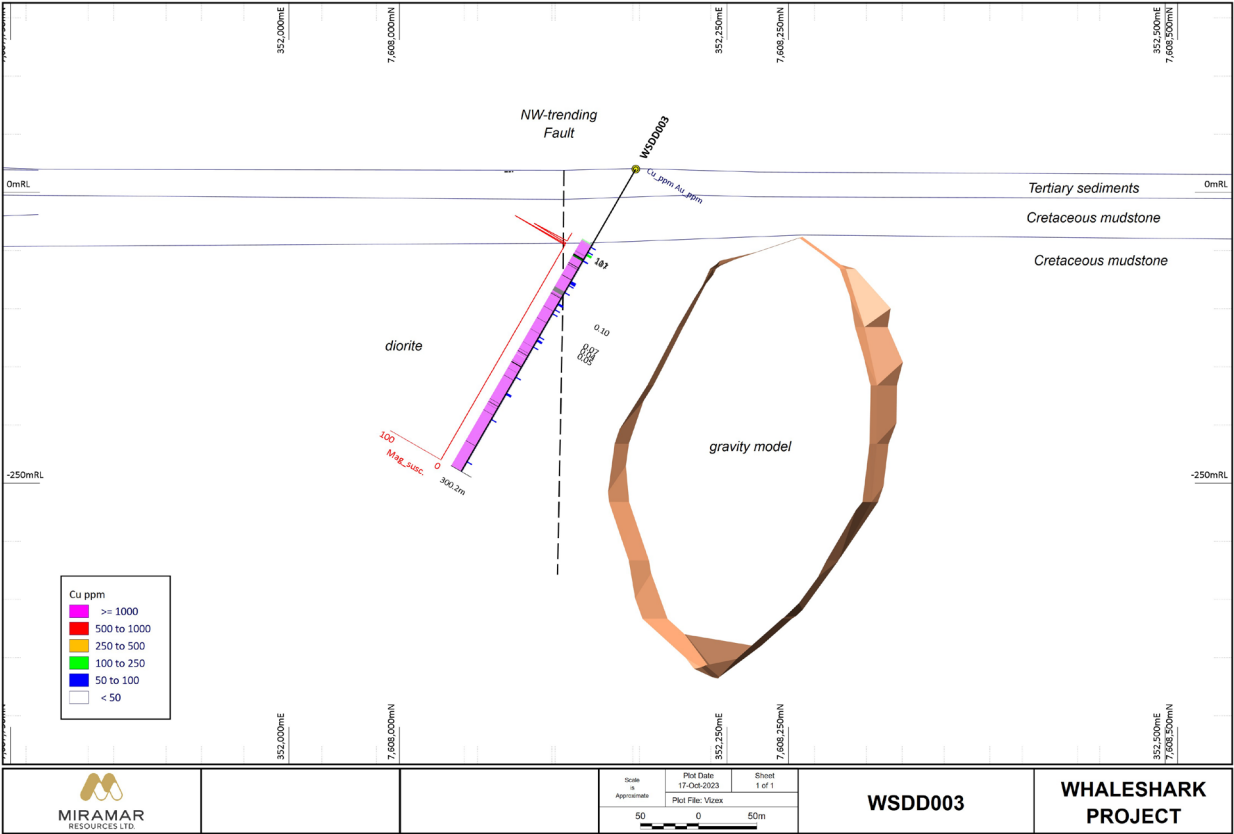 352,000mE
7,608,000mN
352,250mE
7,608,250mN
352,500mE
7,608,500mN
NW-trending
Fault
WSDD003
Cu_ppm Au_ppm
0mRL
0mRL
Tertiary sediments
Cretaceous mudstone
Cretaceous mudstone
0.10
0.07
0.05
diorite
gravity model
100
0
Mag_susc.
300.2m
-250mRL
-250mRL
Cu ppm
>= 1000
500 to 1000
250 to 500
100 to 250
50 to 100
< 50
352,000mE
7,608,000mN
352,250mE
7,608,250mN
352,500mE
7,608,500mN
MIRAMAR
RESOURCES LTD.
Scale
is
Approximate
Plot Date
17-Oct-2023
Sheet
1 of 1
Plot File: Vizex
50 0 50m
WSDD003
WHALESHARK
PROJECT